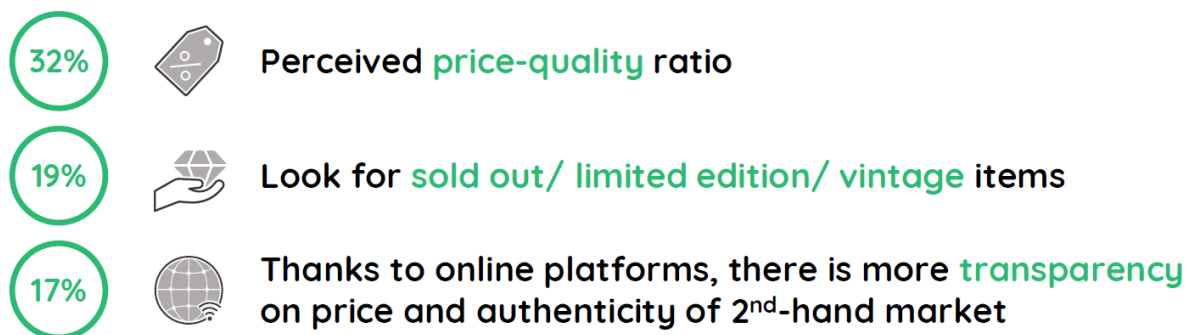 32%
Perceived price-quality ratio
19%
Look for sold out/ limited edition/ vintage items
17%
Thanks to online platforms, there is more transparency
on price and authenticity of 2nd-hand market